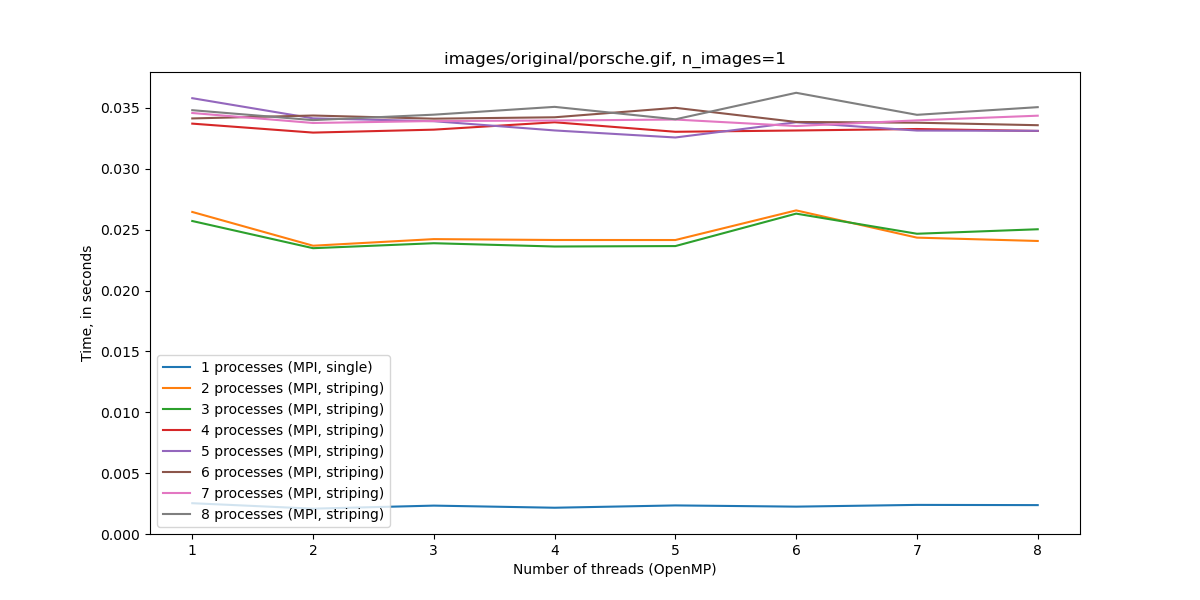 images/original/porsche.gif, n_images=1
Time, in seconds
0.035
0.030
0.025
0.020
0.015
0.010
0.005
0.000
1 processes (MPI, single)
2 processes (MPI, striping)
3 processes (MPI, striping)
4 processes (MPI, striping)
5 processes (MPI, striping)
6 processes (MPI, striping)
7 processes (MPI, striping)
8 processes (MPI, striping)
1 2 3 4 5 6 7 8
Number of threads (OpenMP)